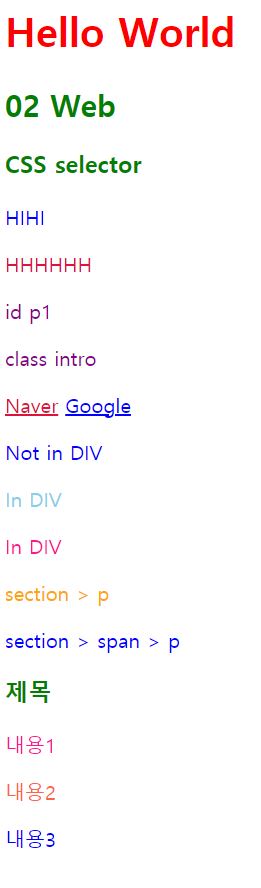 Hello World
02 Web
CSS selector
HIHI
HHHHHH
id p1
class intro
Naver Google
Not in DIV
In DIV
In DIV
section > p
section > span > p
제목
내용1
내용2
내용3